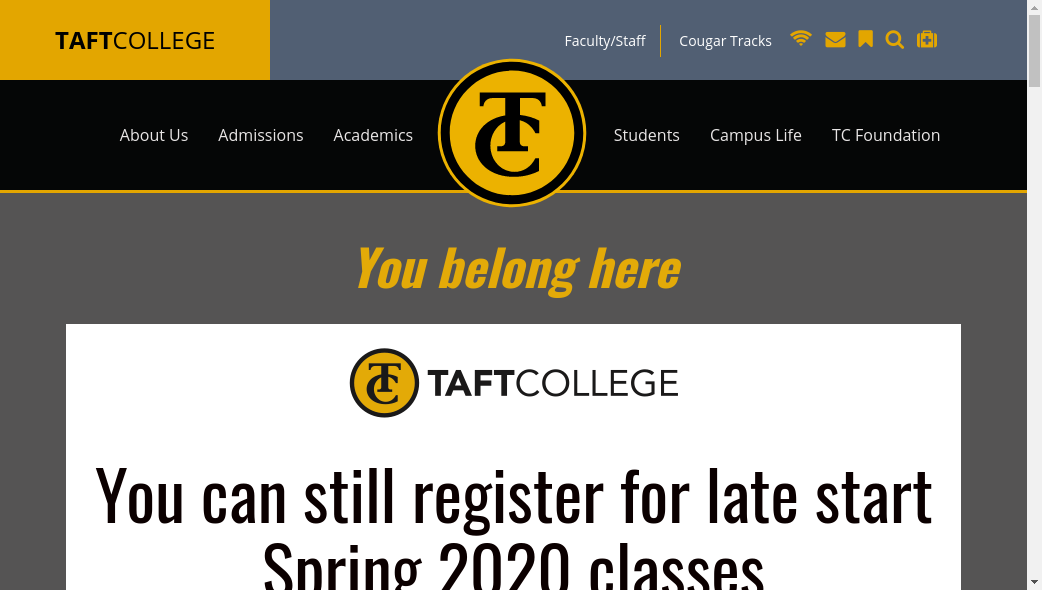 TAFTCOLLEGE
Faculty/Staff
Cougar Tracks
About Us
Admissions
Academics
TC
Students
Campus Life
TC Foundation
You belong here
TC TAFTCOLLEGE
You can still register for late start
Spring 2020 classes